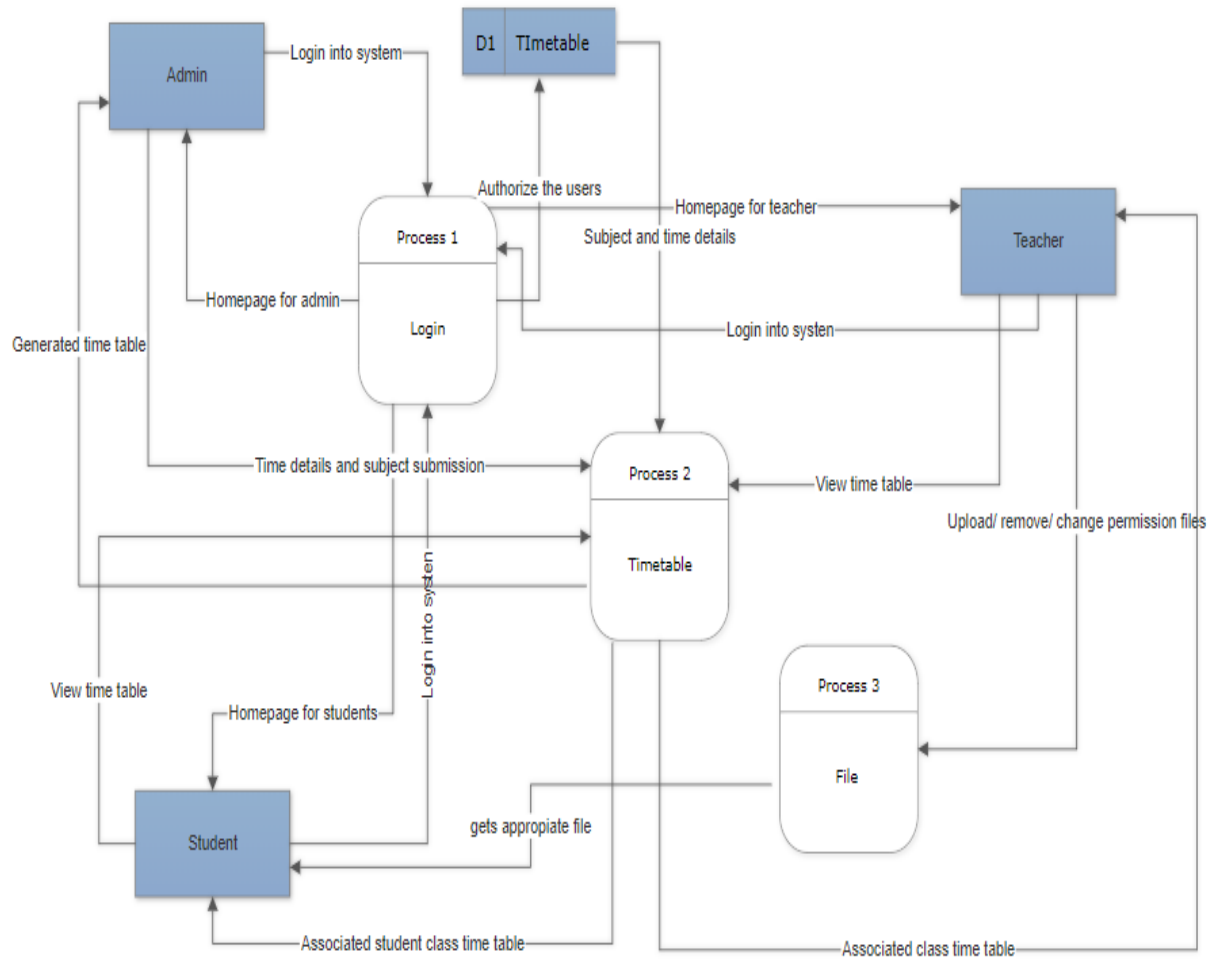 Admin
Login into system
D1
TImetable
Authorize the users
Homepage for teacher
Subject and time details
Teacher
Process 1
Login
Homepage for admin
Login into systen
Generated time table
Time details and subject submission
Process 2
Timetable
View time table
Upload/ remove/ change permission files
Login into systen
View time table
Homepage for students
Process 3
File
Student
gets appropiate file
Associated student class time table
Associated class time table